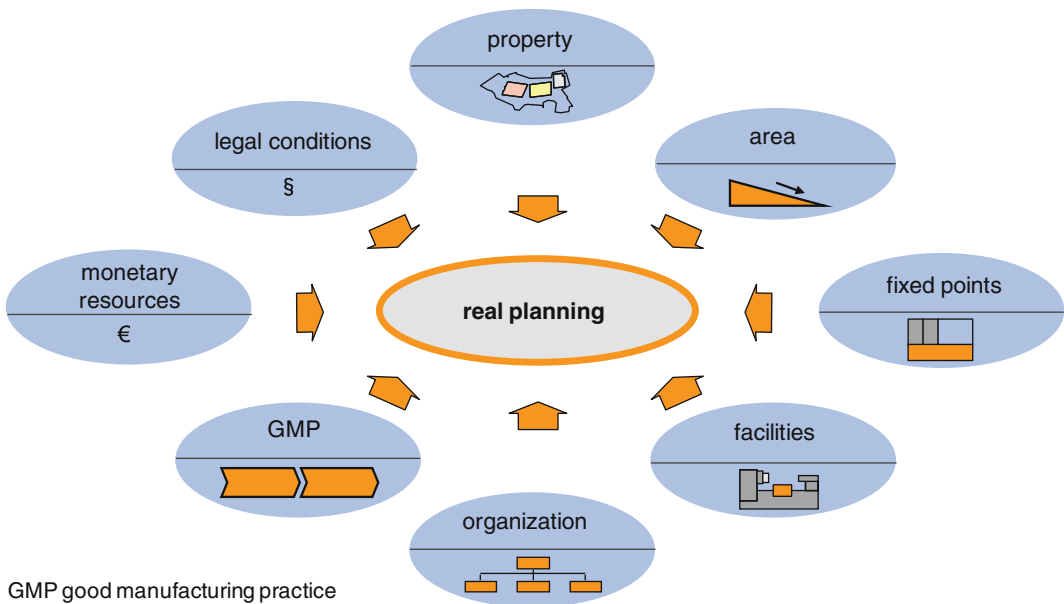 property
legal conditions
§
area
monetary
resources
€
real planning
fixed points
GMP
facilities
organization
GMP good manufacturing practice